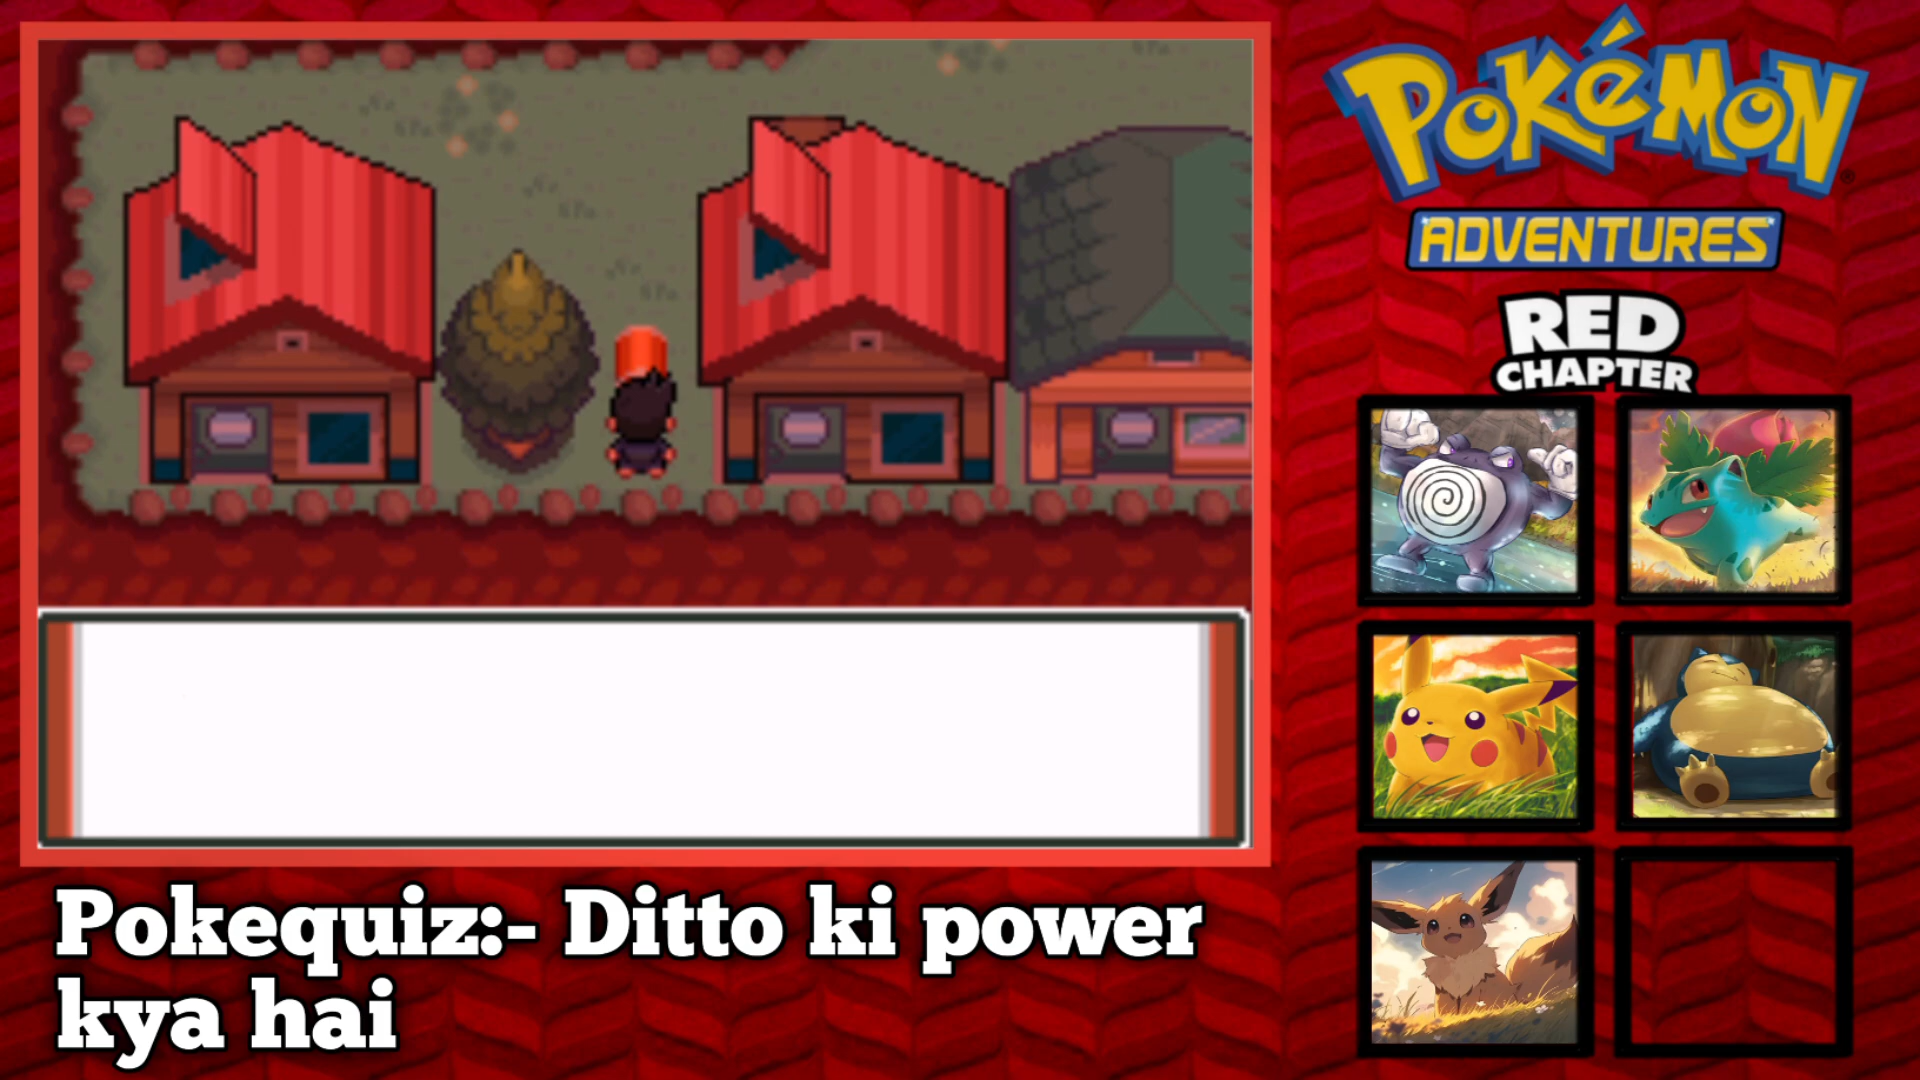 POKéMON
ADVENTURES
RED
CHAPTER
Pokequiz:- Ditto ki power
kya hai